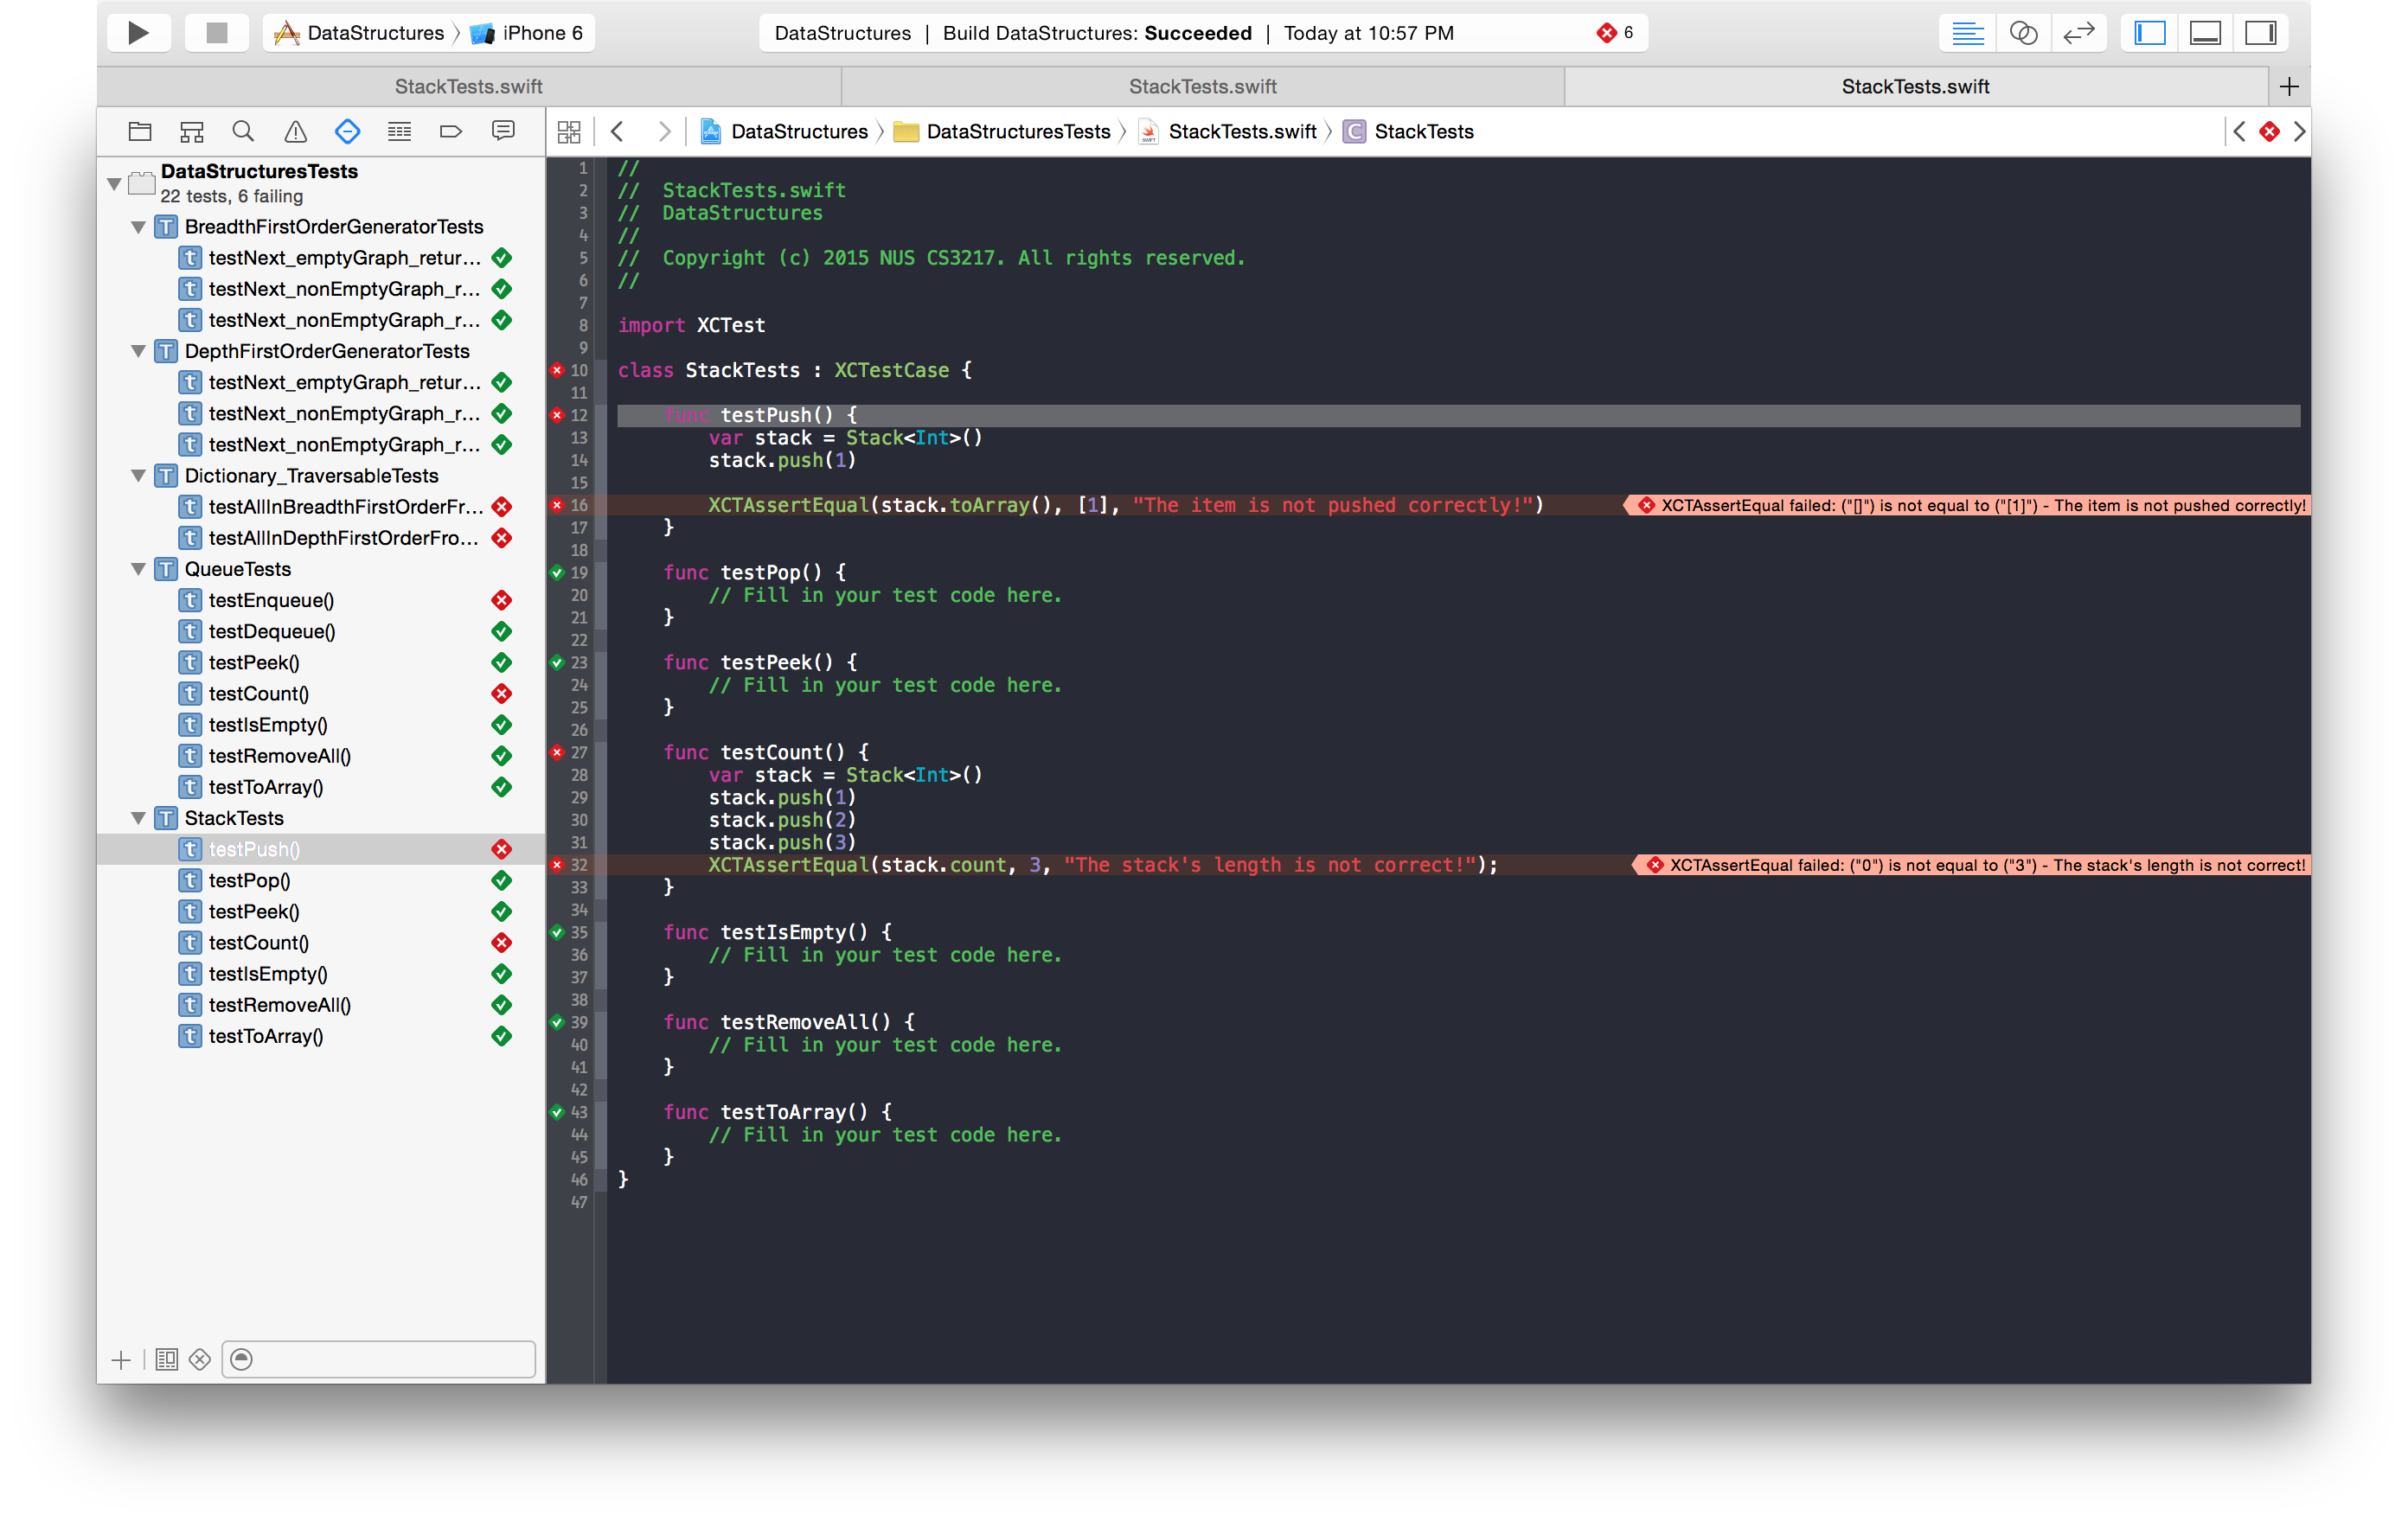 DataStructures iPhone 6
DataStructures | Build DataStructures: Succeeded | Today at 10:57 PM 6
StackTests.swift StackTests.swift StackTests.swift
DataStructures DataStructuresTests StackTests.swift C StackTests
DataStructuresTests
22 tests, 6 failing
T BreadthFirstOrderGeneratorTests
t testNext_emptyGraph_retur...
t testNext_nonEmptyGraph_r...
t testNext_nonEmptyGraph_r...
T DepthFirstOrderGeneratorTests
t testNext_emptyGraph_retur...
t testNext_nonEmptyGraph_r...
t testNext_nonEmptyGraph_r...
T Dictionary_TraversableTests
t testAllInBreadthFirstOrderFr...
t testAllInDepthFirstOrderFro...
T QueueTests
t testEnqueue()
t testDequeue()
t testPeek()
t testCount()
t testIsEmpty()
t testRemoveAll()
t testToArray()
T StackTests
t testPush()
t testPop()
t testPeek()
t testCount()
t testIsEmpty()
t testRemoveAll()
t testToArray()
1 //
2 //  StackTests.swift
3 //  DataStructures
4 //
5 //  Copyright (c) 2015 NUS CS3217. All rights reserved.
6 //
7
8 import XCTest
9
10 class StackTests : XCTestCase {
11
12     func testPush() {
13         var stack = Stack<Int>()
14         stack.push(1)
15
16         XCTAssertEqual(stack.toArray(), [1], "The item is not pushed correctly!") XCTAssertEqual failed: ("[]") is not equal to ("[1]") - The item is not pushed correctly!
17     }
18
19     func testPop() {
20         // Fill in your test code here.
21     }
22
23     func testPeek() {
24         // Fill in your test code here.
25     }
26
27     func testCount() {
28         var stack = Stack<Int>()
29         stack.push(1)
30         stack.push(2)
31         stack.push(3)
32         XCTAssertEqual(stack.count, 3, "The stack's length is not correct!"); XCTAssertEqual failed: ("0") is not equal to ("3") - The stack's length is not correct!
33     }
34
35     func testIsEmpty() {
36         // Fill in your test code here.
37     }
38
39     func testRemoveAll() {
40         // Fill in your test code here.
41     }
42
43     func testToArray() {
44         // Fill in your test code here.
45     }
46 }
47